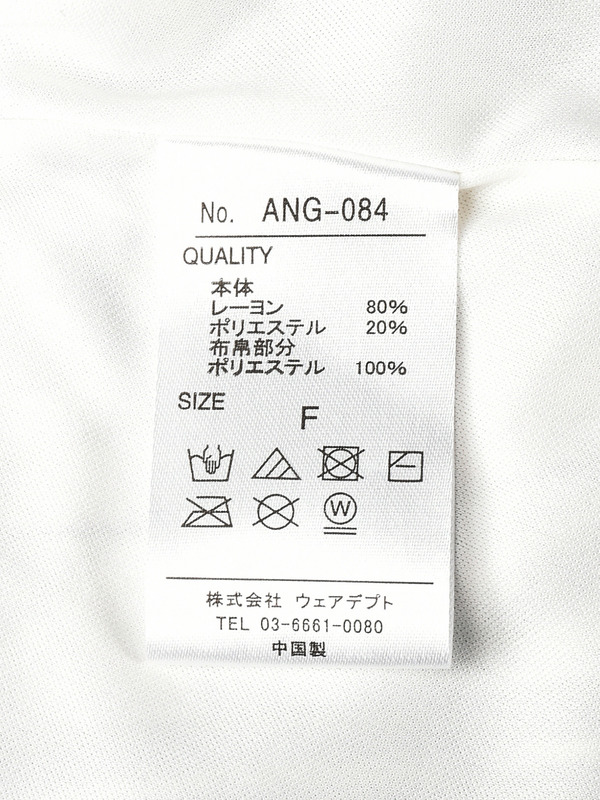 No. ANG-084
QUALITY
本体
レーヨン 80%
ポリエステル 20%
布帛部分
ポリエステル 100%
SIZE
F
W
株式会社 ウェアデプト
TEL 03-6661-0080
中国製